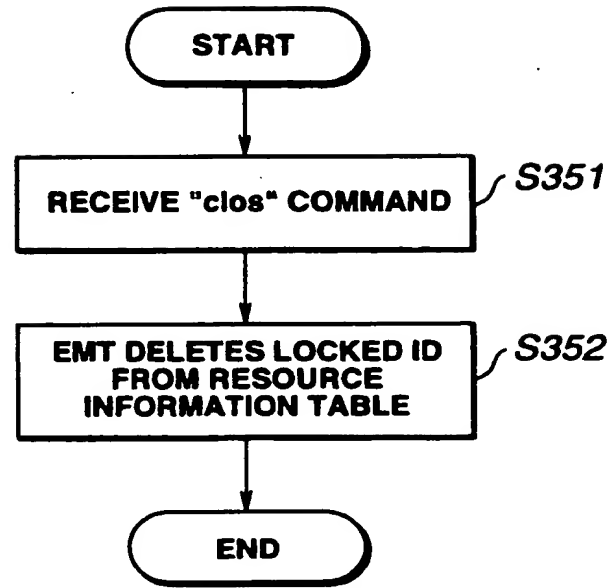 START
RECEIVE "clos" COMMAND
S351
EMT DELETES LOCKED ID
FROM RESOURCE
INFORMATION TABLE
S352
END